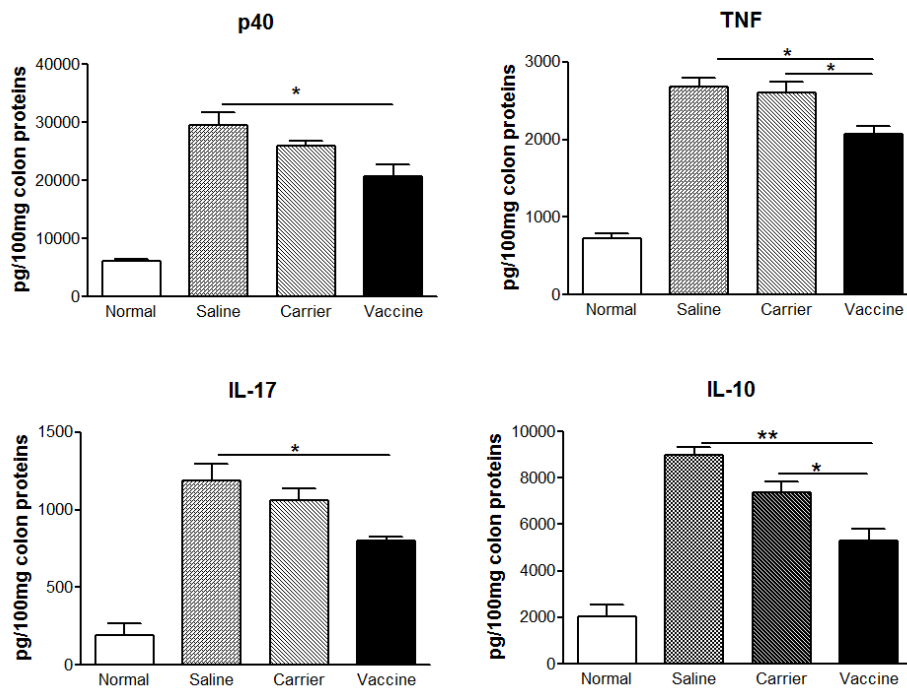 p40
pg/100mg colon proteins
40000
30000
20000
10000
0
*
Normal Saline Carrier Vaccine
TNF
pg/100mg colon proteins
3000
2000
1000
0
*
*
Normal Saline Carrier Vaccine
IL-17
pg/100mg colon proteins
1500
1000
500
0
*
Normal Saline Carrier Vaccine
IL-10
pg/100mg colon proteins
10000
8000
6000
4000
2000
0
**
*
Normal Saline Carrier Vaccine